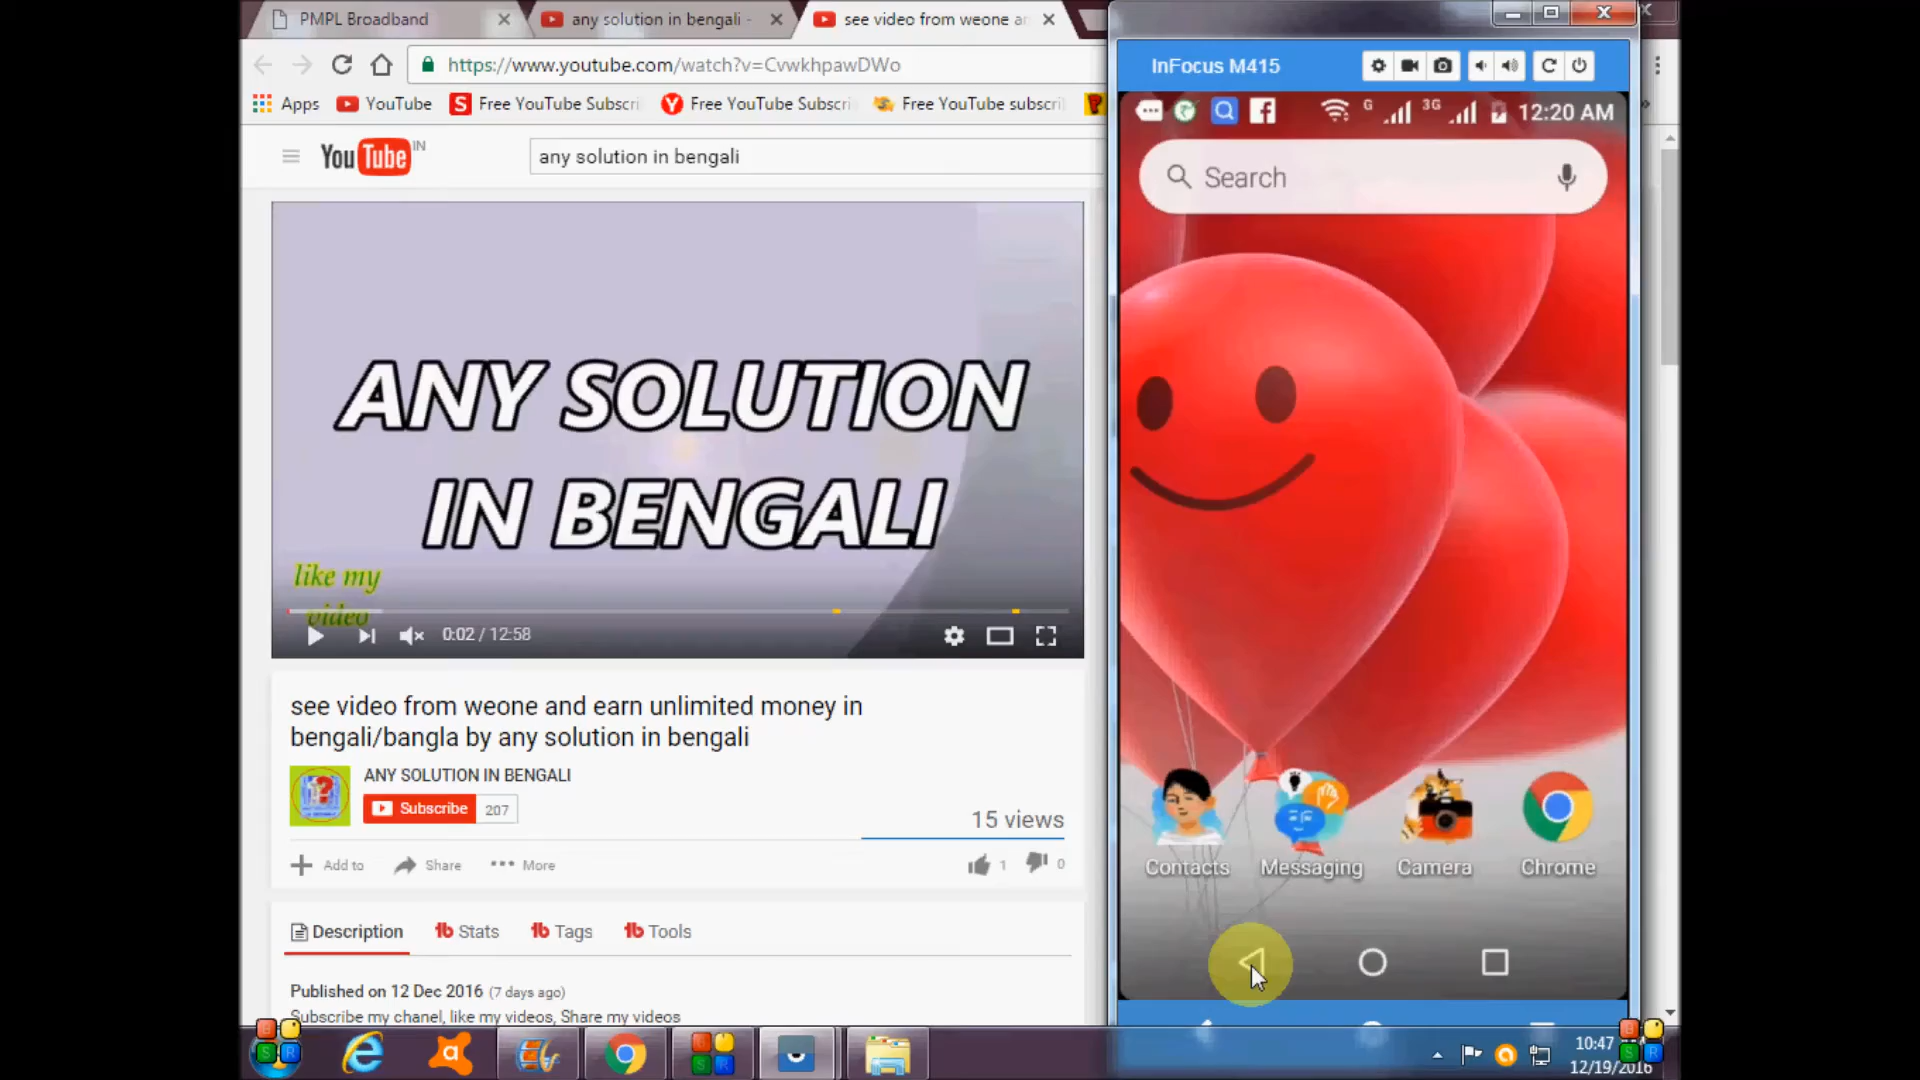 PMPL Broadband
any solution in bengali -
see video from weone an
https://www.youtube.com/watch?v=CvwkhpawDWo
Apps YouTube Free YouTube Subscri Free YouTube Subscri Free YouTube subscri
YouTube IN
any solution in bengali
ANY SOLUTION
IN BENGALI
like my
video
0:02 / 12:58
see video from weone and earn unlimited money in
bengali/bangla by any solution in bengali
ANY SOLUTION IN BENGALI
Subscribe 207
15 views
Add to Share More 1 0
Description Stats Tags Tools
Published on 12 Dec 2016 (7 days ago)
Subscribe my chanel, like my videos, Share my videos
InFocus M415
G 3G 12:20 AM
Search
Contacts Messaging Camera Chrome
10:47
12/19/2016